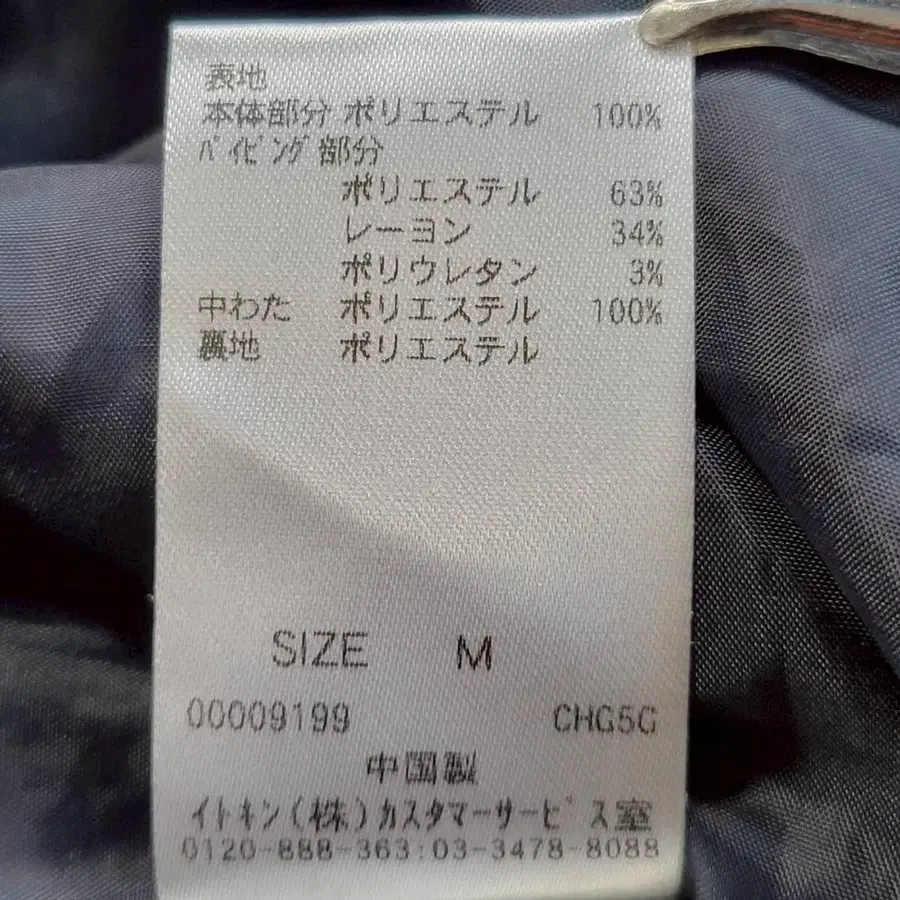 表地
本体部分 ポリエステル 100%
パイピング部分
ポリエステル 63%
レーヨン 34%
ポリウレタン 3%
中わた ポリエステル 100%
裏地 ポリエステル
SIZE M
00009199 CHG5G
中国製
イトキン(株)カスタマーサービス室
0120-888-363:03-3478-8088